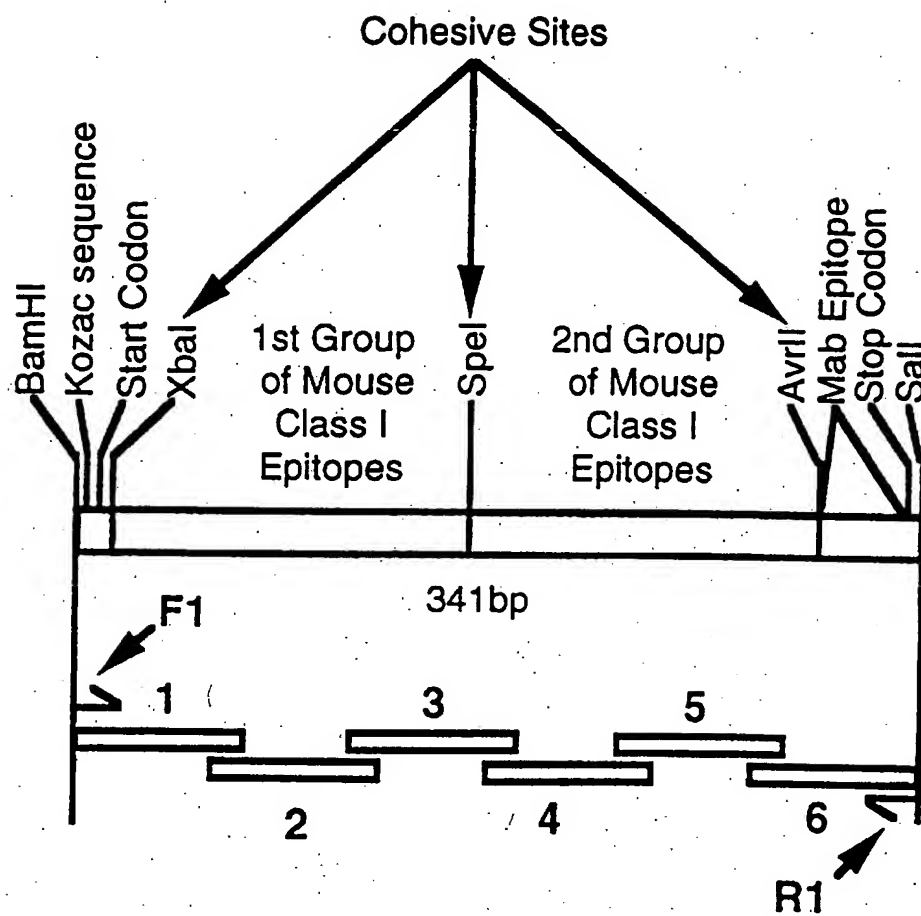 Cohesive Sites
BamHI
Kozac sequence
Start Codon
XbaI
1st Group
of Mouse
Class I
Epitopes
SpeI
2nd Group
of Mouse
Class I
Epitopes
AvrII
Mab Epitope
Stop Codon
SalI
341bp
F1
1
3
5
2
4
6
R1